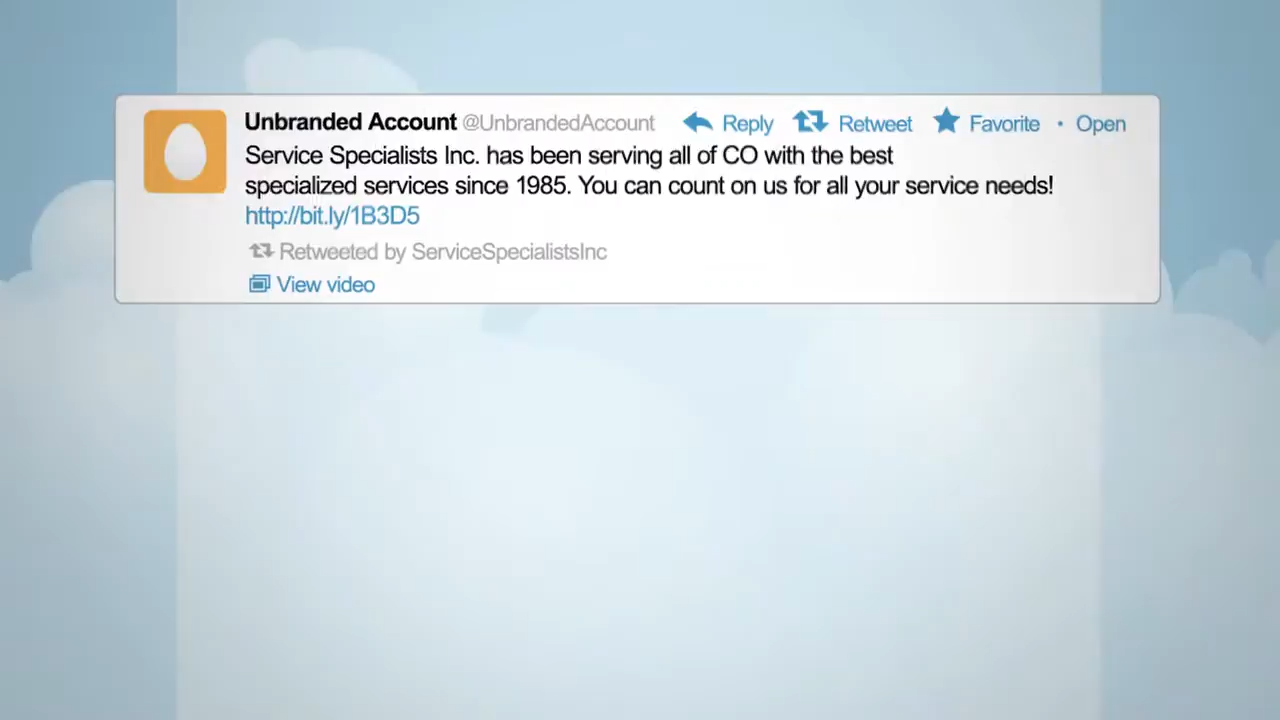 Unbranded Account @UnbrandedAccount Reply Retweet Favorite · Open
Service Specialists Inc. has been serving all of CO with the best
specialized services since 1985. You can count on us for all your service needs!
http://bit.ly/1B3D5
Retweeted by ServiceSpecialistsInc
View video